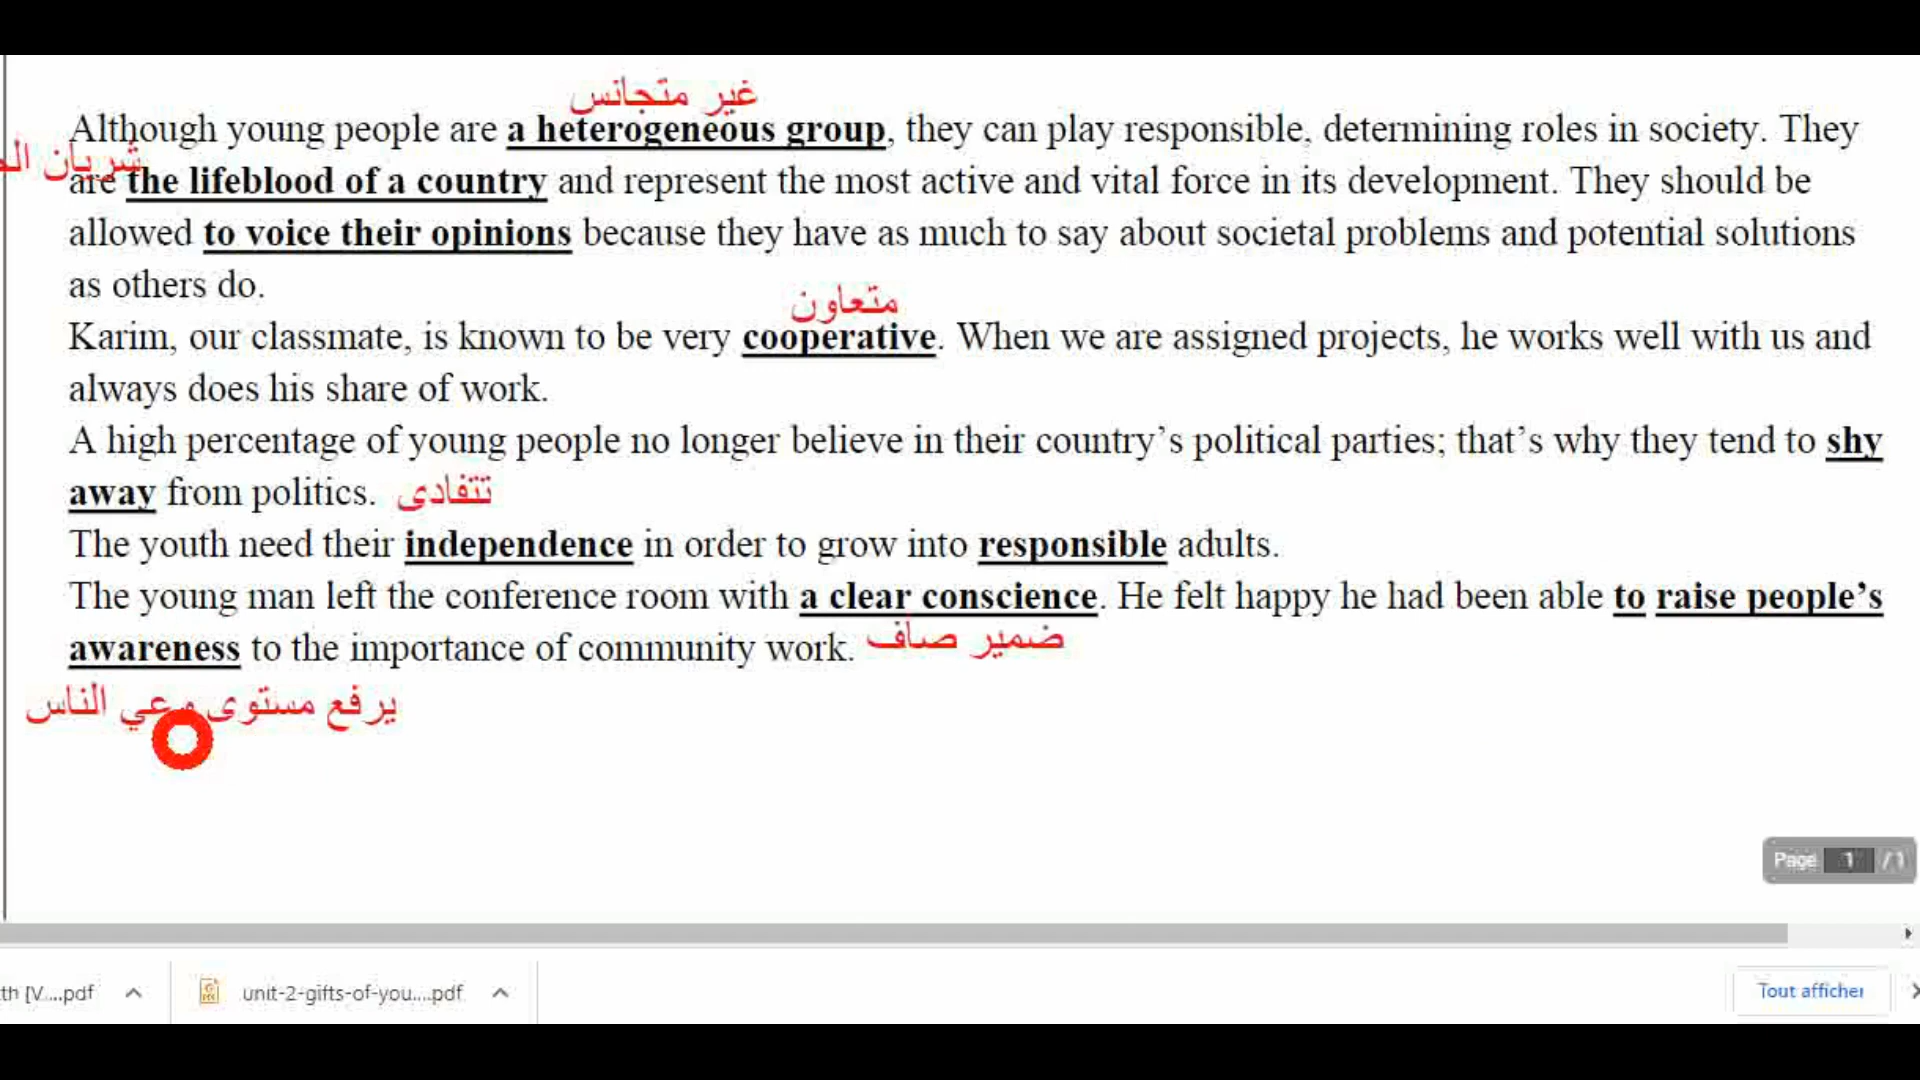 غير متجانس
Although young people are a heterogeneous group, they can play responsible, determining roles in society. They
شريان
are the lifeblood of a country and represent the most active and vital force in its development. They should be
allowed to voice their opinions because they have as much to say about societal problems and potential solutions
as others do.
متعاون
Karim, our classmate, is known to be very cooperative. When we are assigned projects, he works well with us and
always does his share of work.
A high percentage of young people no longer believe in their country’s political parties; that’s why they tend to shy
away from politics. تتفادى
The youth need their independence in order to grow into responsible adults.
The young man left the conference room with a clear conscience. He felt happy he had been able to raise people’s
awareness to the importance of community work. ضمير صاف
يرفع مستوى وعي الناس
Page 1 / 1
th [V....pdf
unit-2-gifts-of-you....pdf
Tout afficher